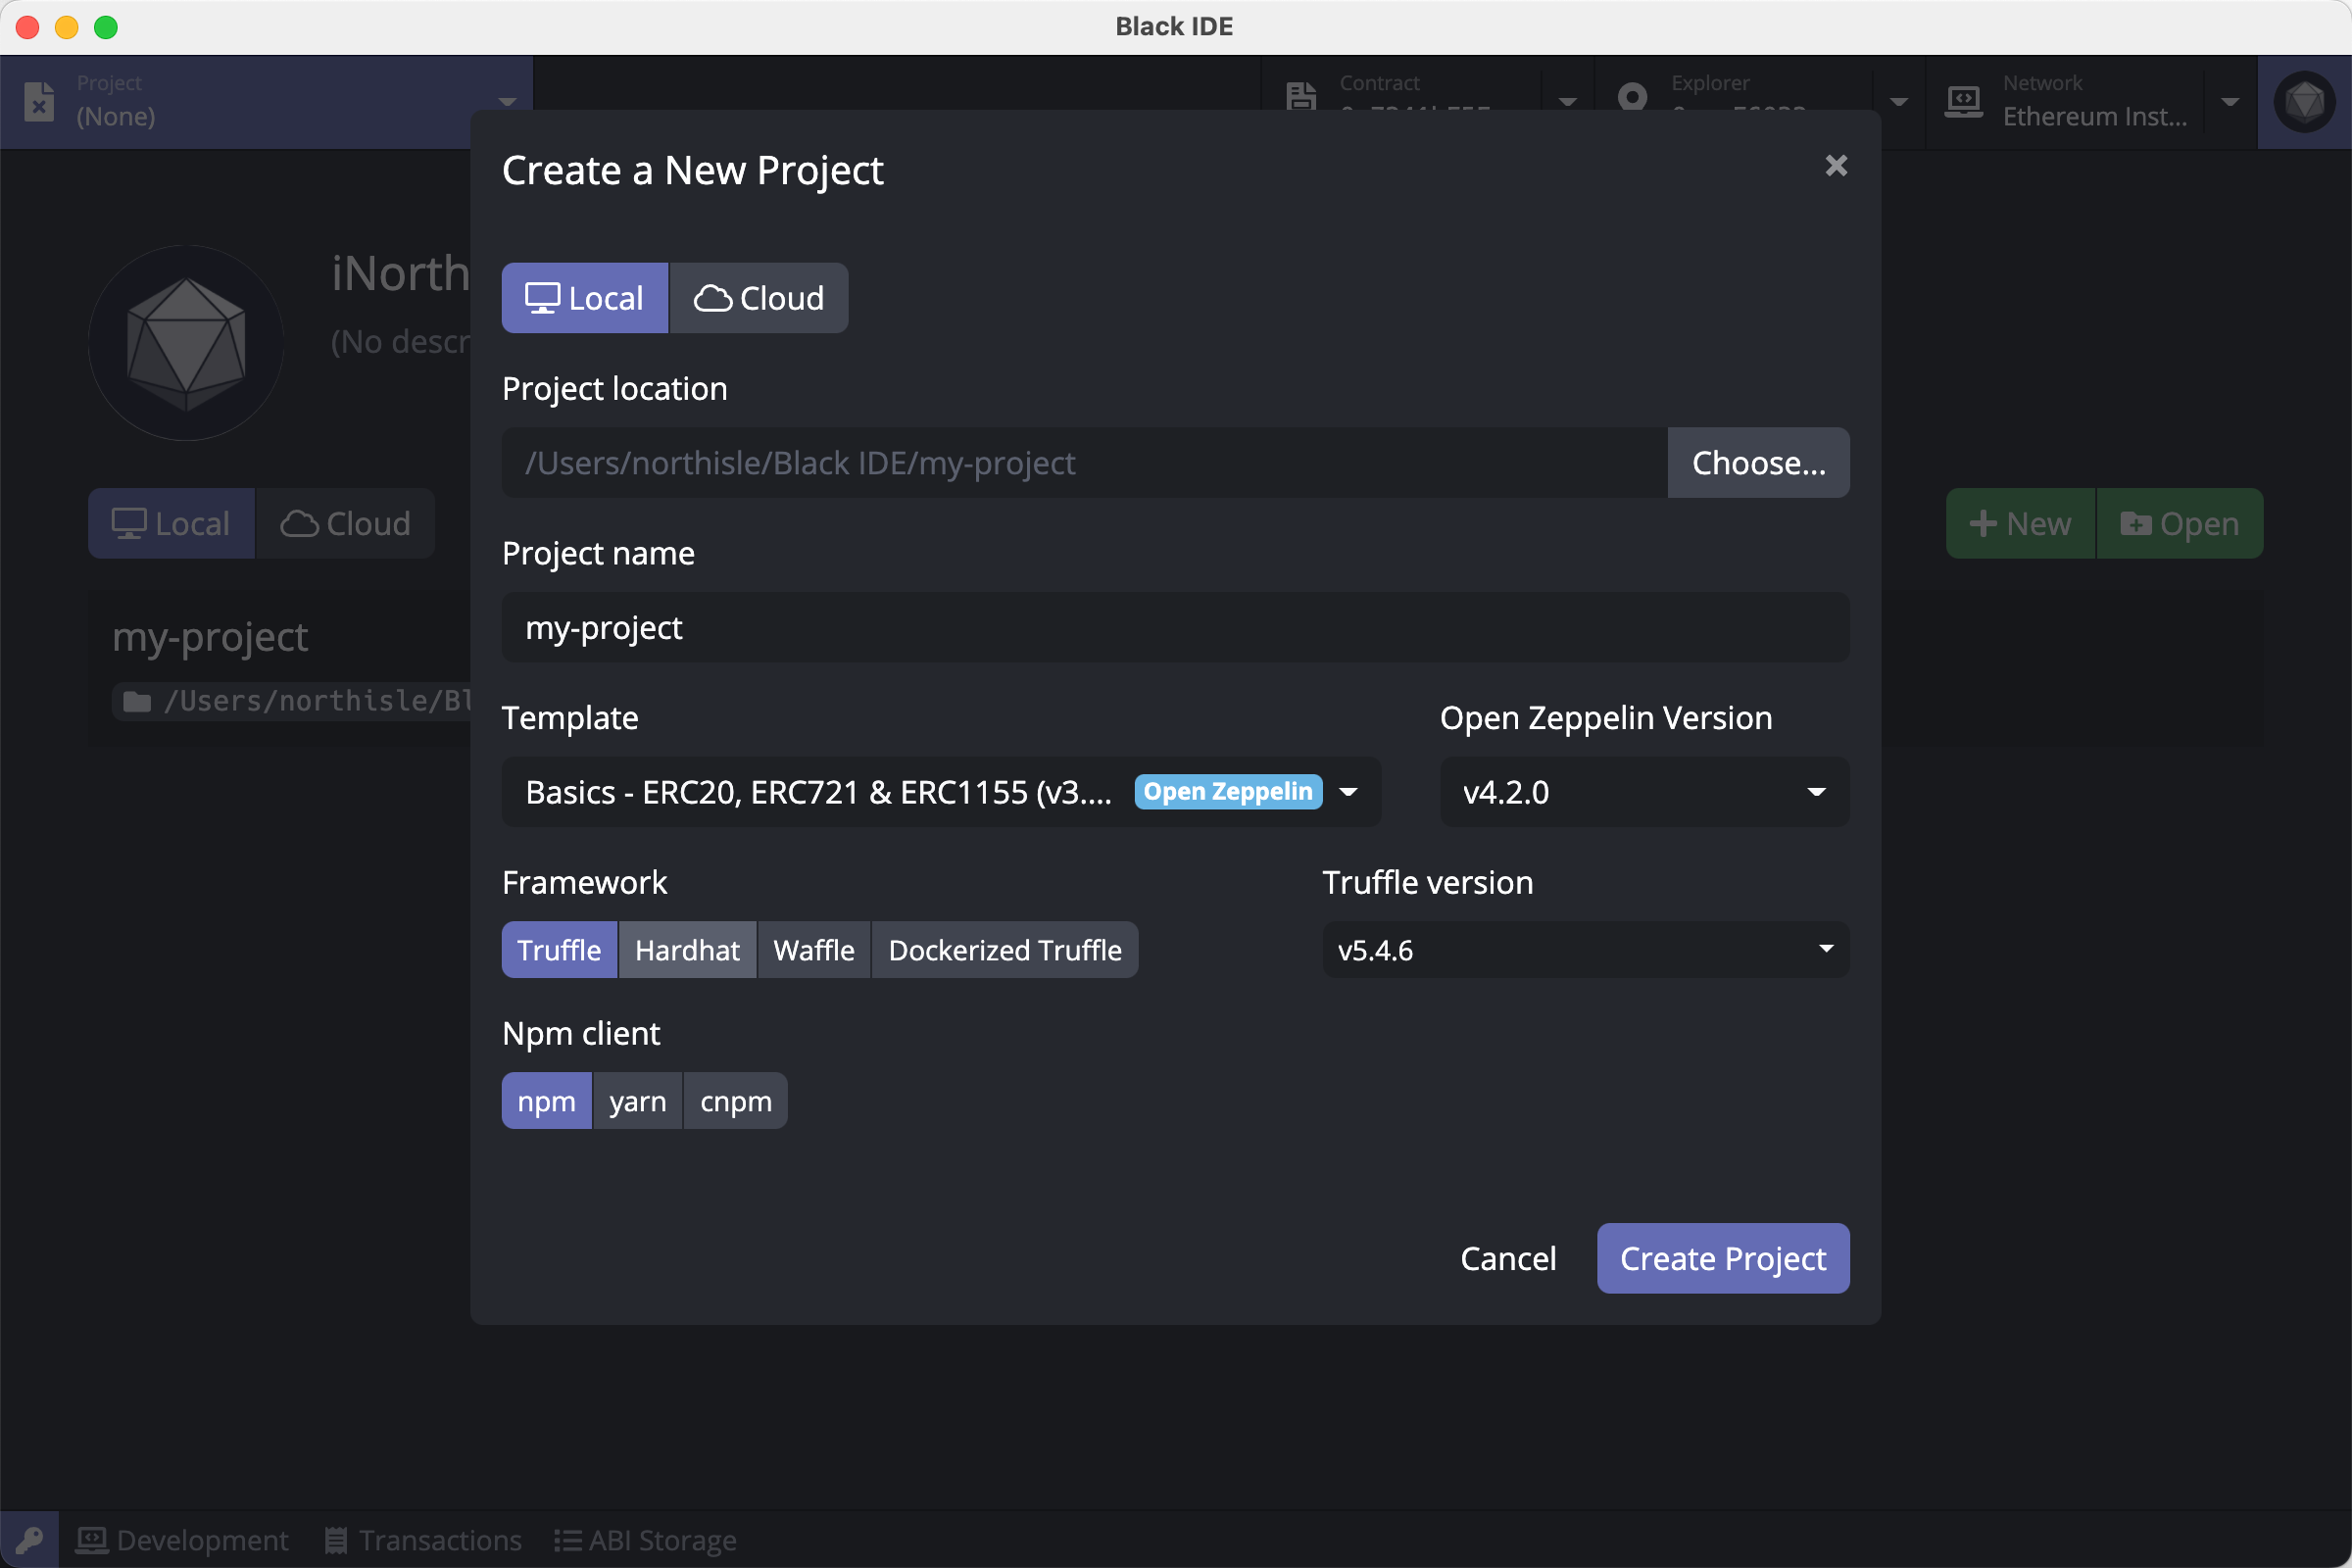 Black IDE
Project
(None)
Contract
Explorer
Network
Ethereum Inst...
Create a New Project
Local
Cloud
Project location
/Users/northisle/Black IDE/my-project
Choose...
Project name
my-project
Template
Open Zeppelin Version
Basics - ERC20, ERC721 & ERC1155 (v3.... Open Zeppelin
v4.2.0
Framework
Truffle version
Truffle Hardhat Waffle Dockerized Truffle
v5.4.6
Npm client
npm yarn cnpm
Cancel
Create Project
iNorth
(No descr
Local
Cloud
New
Open
my-project
/Users/northisle/Bl
Development
Transactions
ABI Storage